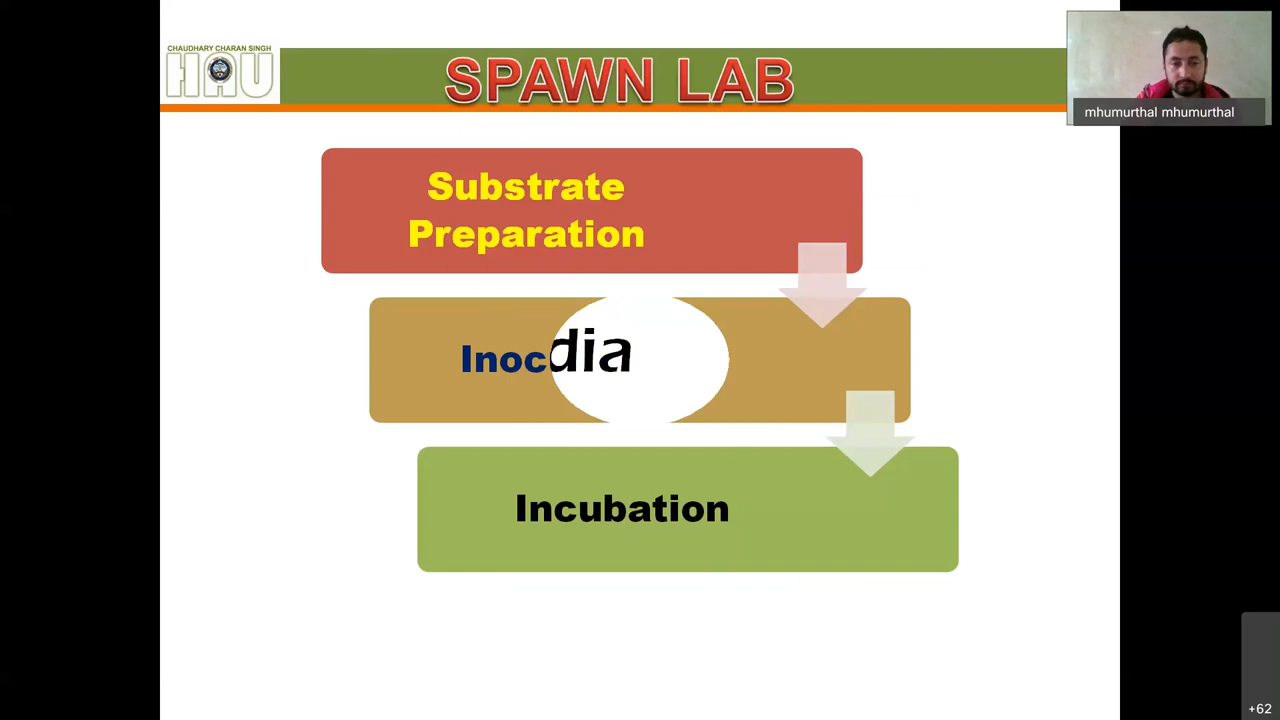 CHAUDHARY CHARAN SINGH
HAU
SPAWN LAB
mhumurthal mhumurthal
Substrate
Preparation
Inocdia
Incubation
+62